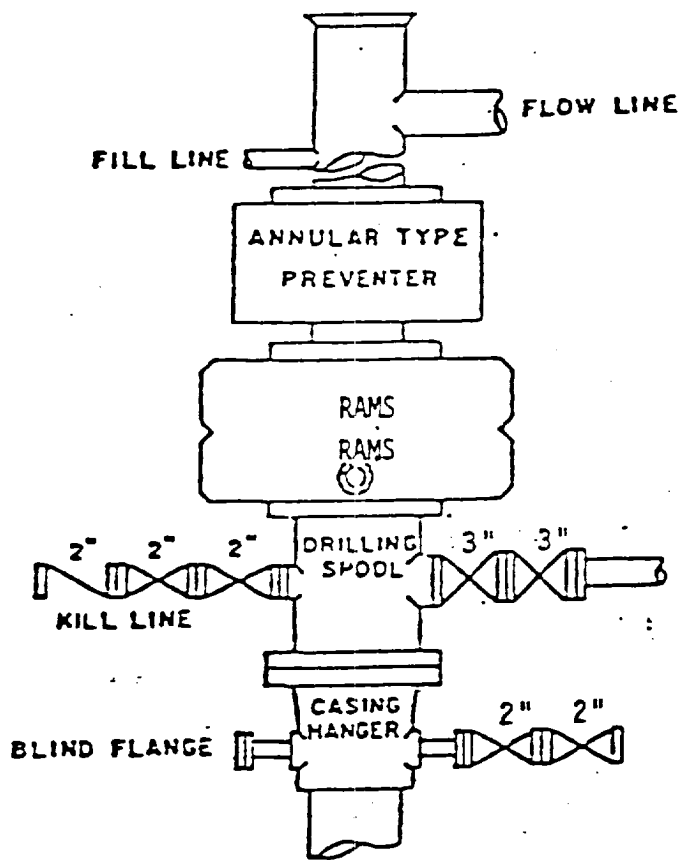 FLOW LINE
FILL LINE
ANNULAR TYPE
PREVENTER
RAMS
RAMS
2" 2" 2"
DRILLING
SPOOL
3" 3"
KILL LINE
CASING
HANGER
2" 2"
BLIND FLANGE